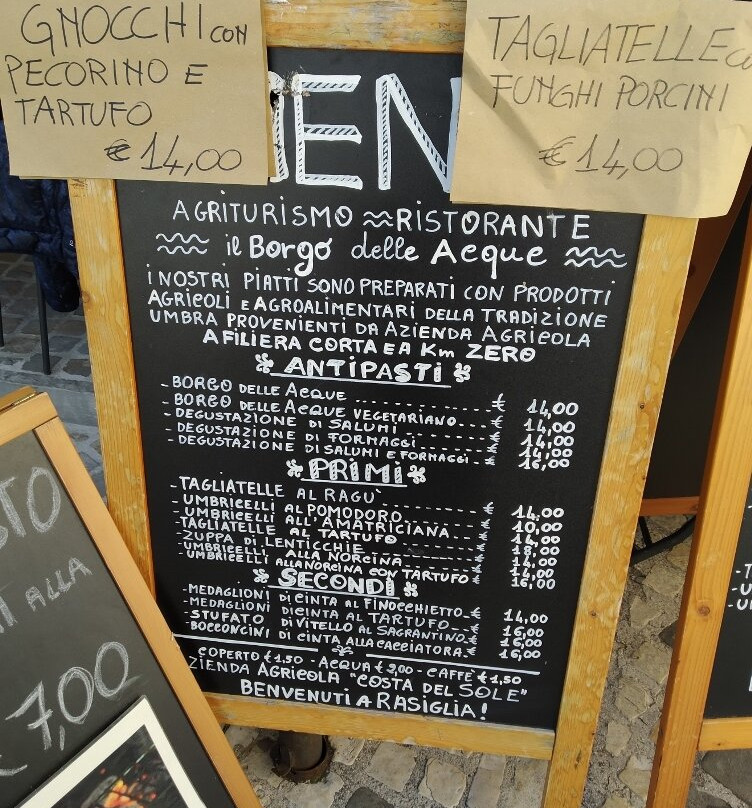 GNOCCHI CON
PECORINO E
TARTUFO
€ 14,00
TAGLIATELLE
FUNGHI PORCINI
€ 14,00
MEN
AGRITURISMO ≈ RISTORANTE
il Borgo delle Acque
I NOSTRI PIATTI SONO PREPARATI CON PRODOTTI
AGRICOLI E AGROALIMENTARI DELLA TRADIZIONE
UMBRA PROVENIENTI DA AZIENDA AGRICOLA
A FILIERA CORTA E A Km ZERO
ANTIPASTI
- BORGO DELLE ACQUE ........ € 14,00
- BORGO DELLE ACQUE VEGETARIANO .... € 14,00
- DEGUSTAZIONE DI SALUMI ........ € 14,00
- DEGUSTAZIONE DI FORMAGGI ...... € 14,00
- DEGUSTAZIONE DI SALUMI E FORMAGGI - € 16,00
PRIMI
- TAGLIATELLE AL RAGU' ........ € 14,00
- UMBRICELLI AL POMODORO ........ € 10,00
- UMBRICELLI ALL'AMATRICIANA .... € 14,00
- TAGLIATELLE AL TARTUFO ........ € 18,00
- ZUPPA DI LENTICCHIE ........ € 14,00
- UMBRICELLI ALLA NORCINA ........ € 14,00
- UMBRICELLI ALLA NORCINA CON TARTUFO € 16,00
SECONDI
- MEDAGLIONI DI CINTA AL FINOCCHIETTO .. € 14,00
- MEDAGLIONI DI CINTA AL TARTUFO .... € 16,00
- STUFATO DI VITELLO AL SAGRANTINO .. € 16,00
- BOCCONCINI DI CINTA ALLA CACCIATORA .. € 16,00
COPERTO € 1,50 - ACQUA € 2,00 - CAFFÈ € 1,50
ZIENDA AGRICOLA "COSTA DEL SOLE"
BENVENUTI A RASIGLIA!
STO
ALLA
7,00